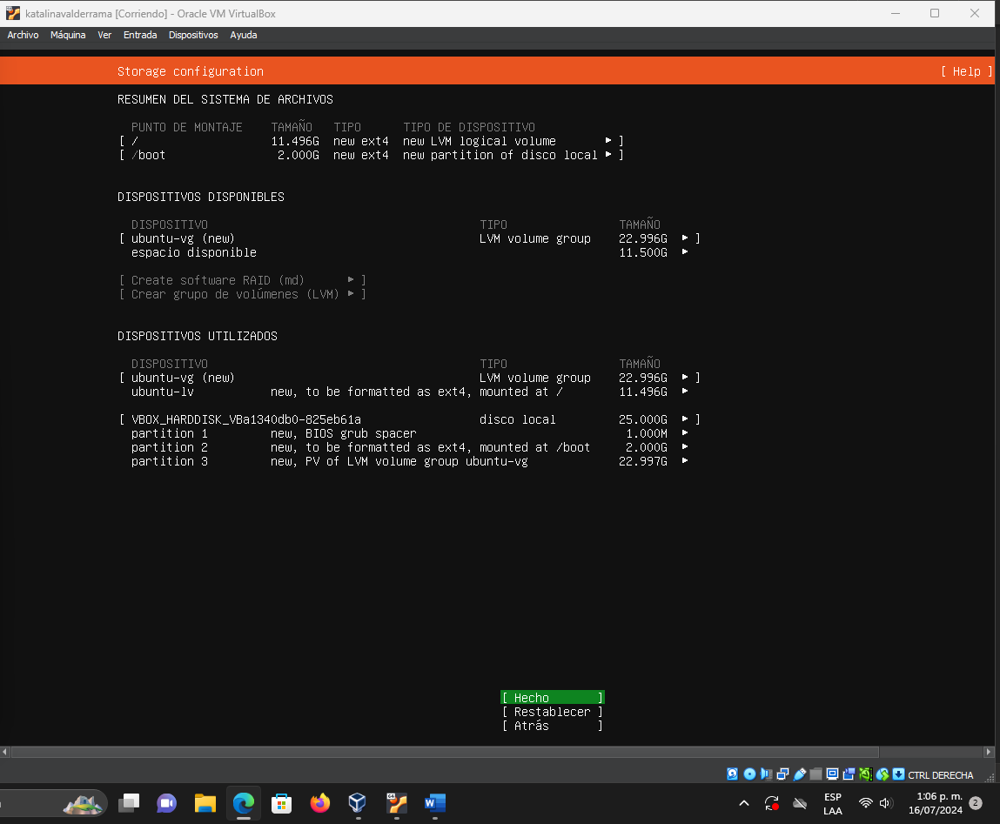 katalinavalderrama [Corriendo] - Oracle VM VirtualBox
Archivo Máquina Ver Entrada Dispositivos Ayuda
Storage configuration [ Help ]
RESUMEN DEL SISTEMA DE ARCHIVOS
PUNTO DE MONTAJE TAMAÑO TIPO TIPO DE DISPOSITIVO
[ / 11.496G new ext4 new LVM logical volume ▸ ]
[ /boot 2.000G new ext4 new partition of disco local ▸ ]
DISPOSITIVOS DISPONIBLES
DISPOSITIVO TIPO TAMAÑO
[ ubuntu-vg (new) LVM volume group 22.996G ▸ ]
espacio disponible 11.500G ▸
[ Create software RAID (md) ▸ ]
[ Crear grupo de volúmenes (LVM) ▸ ]
DISPOSITIVOS UTILIZADOS
DISPOSITIVO TIPO TAMAÑO
[ ubuntu-vg (new) LVM volume group 22.996G ▸ ]
ubuntu-lv new, to be formatted as ext4, mounted at / 11.496G ▸
[ VBOX_HARDDISK_VBa1340db0-825eb61a disco local 25.000G ▸ ]
partition 1 new, BIOS grub spacer 1.000M ▸
partition 2 new, to be formatted as ext4, mounted at /boot 2.000G ▸
partition 3 new, PV of LVM volume group ubuntu-vg 22.997G ▸
[ Hecho ]
[ Restablecer ]
[ Atrás ]
CTRL DERECHA
64
ESP
LAA
1:06 p. m.
16/07/2024
2